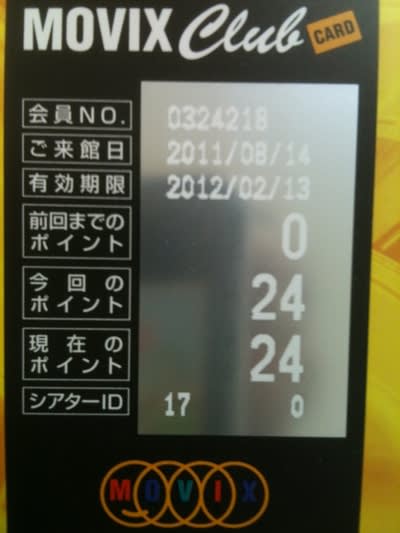 MOVIX Club CARD
会員NO. 0324218
ご来館日 2011/08/14
有効期限 2012/02/13
前回までの
ポイント 0
今回の
ポイント 24
現在の
ポイント 24
シアターID 17 0
MOVIX